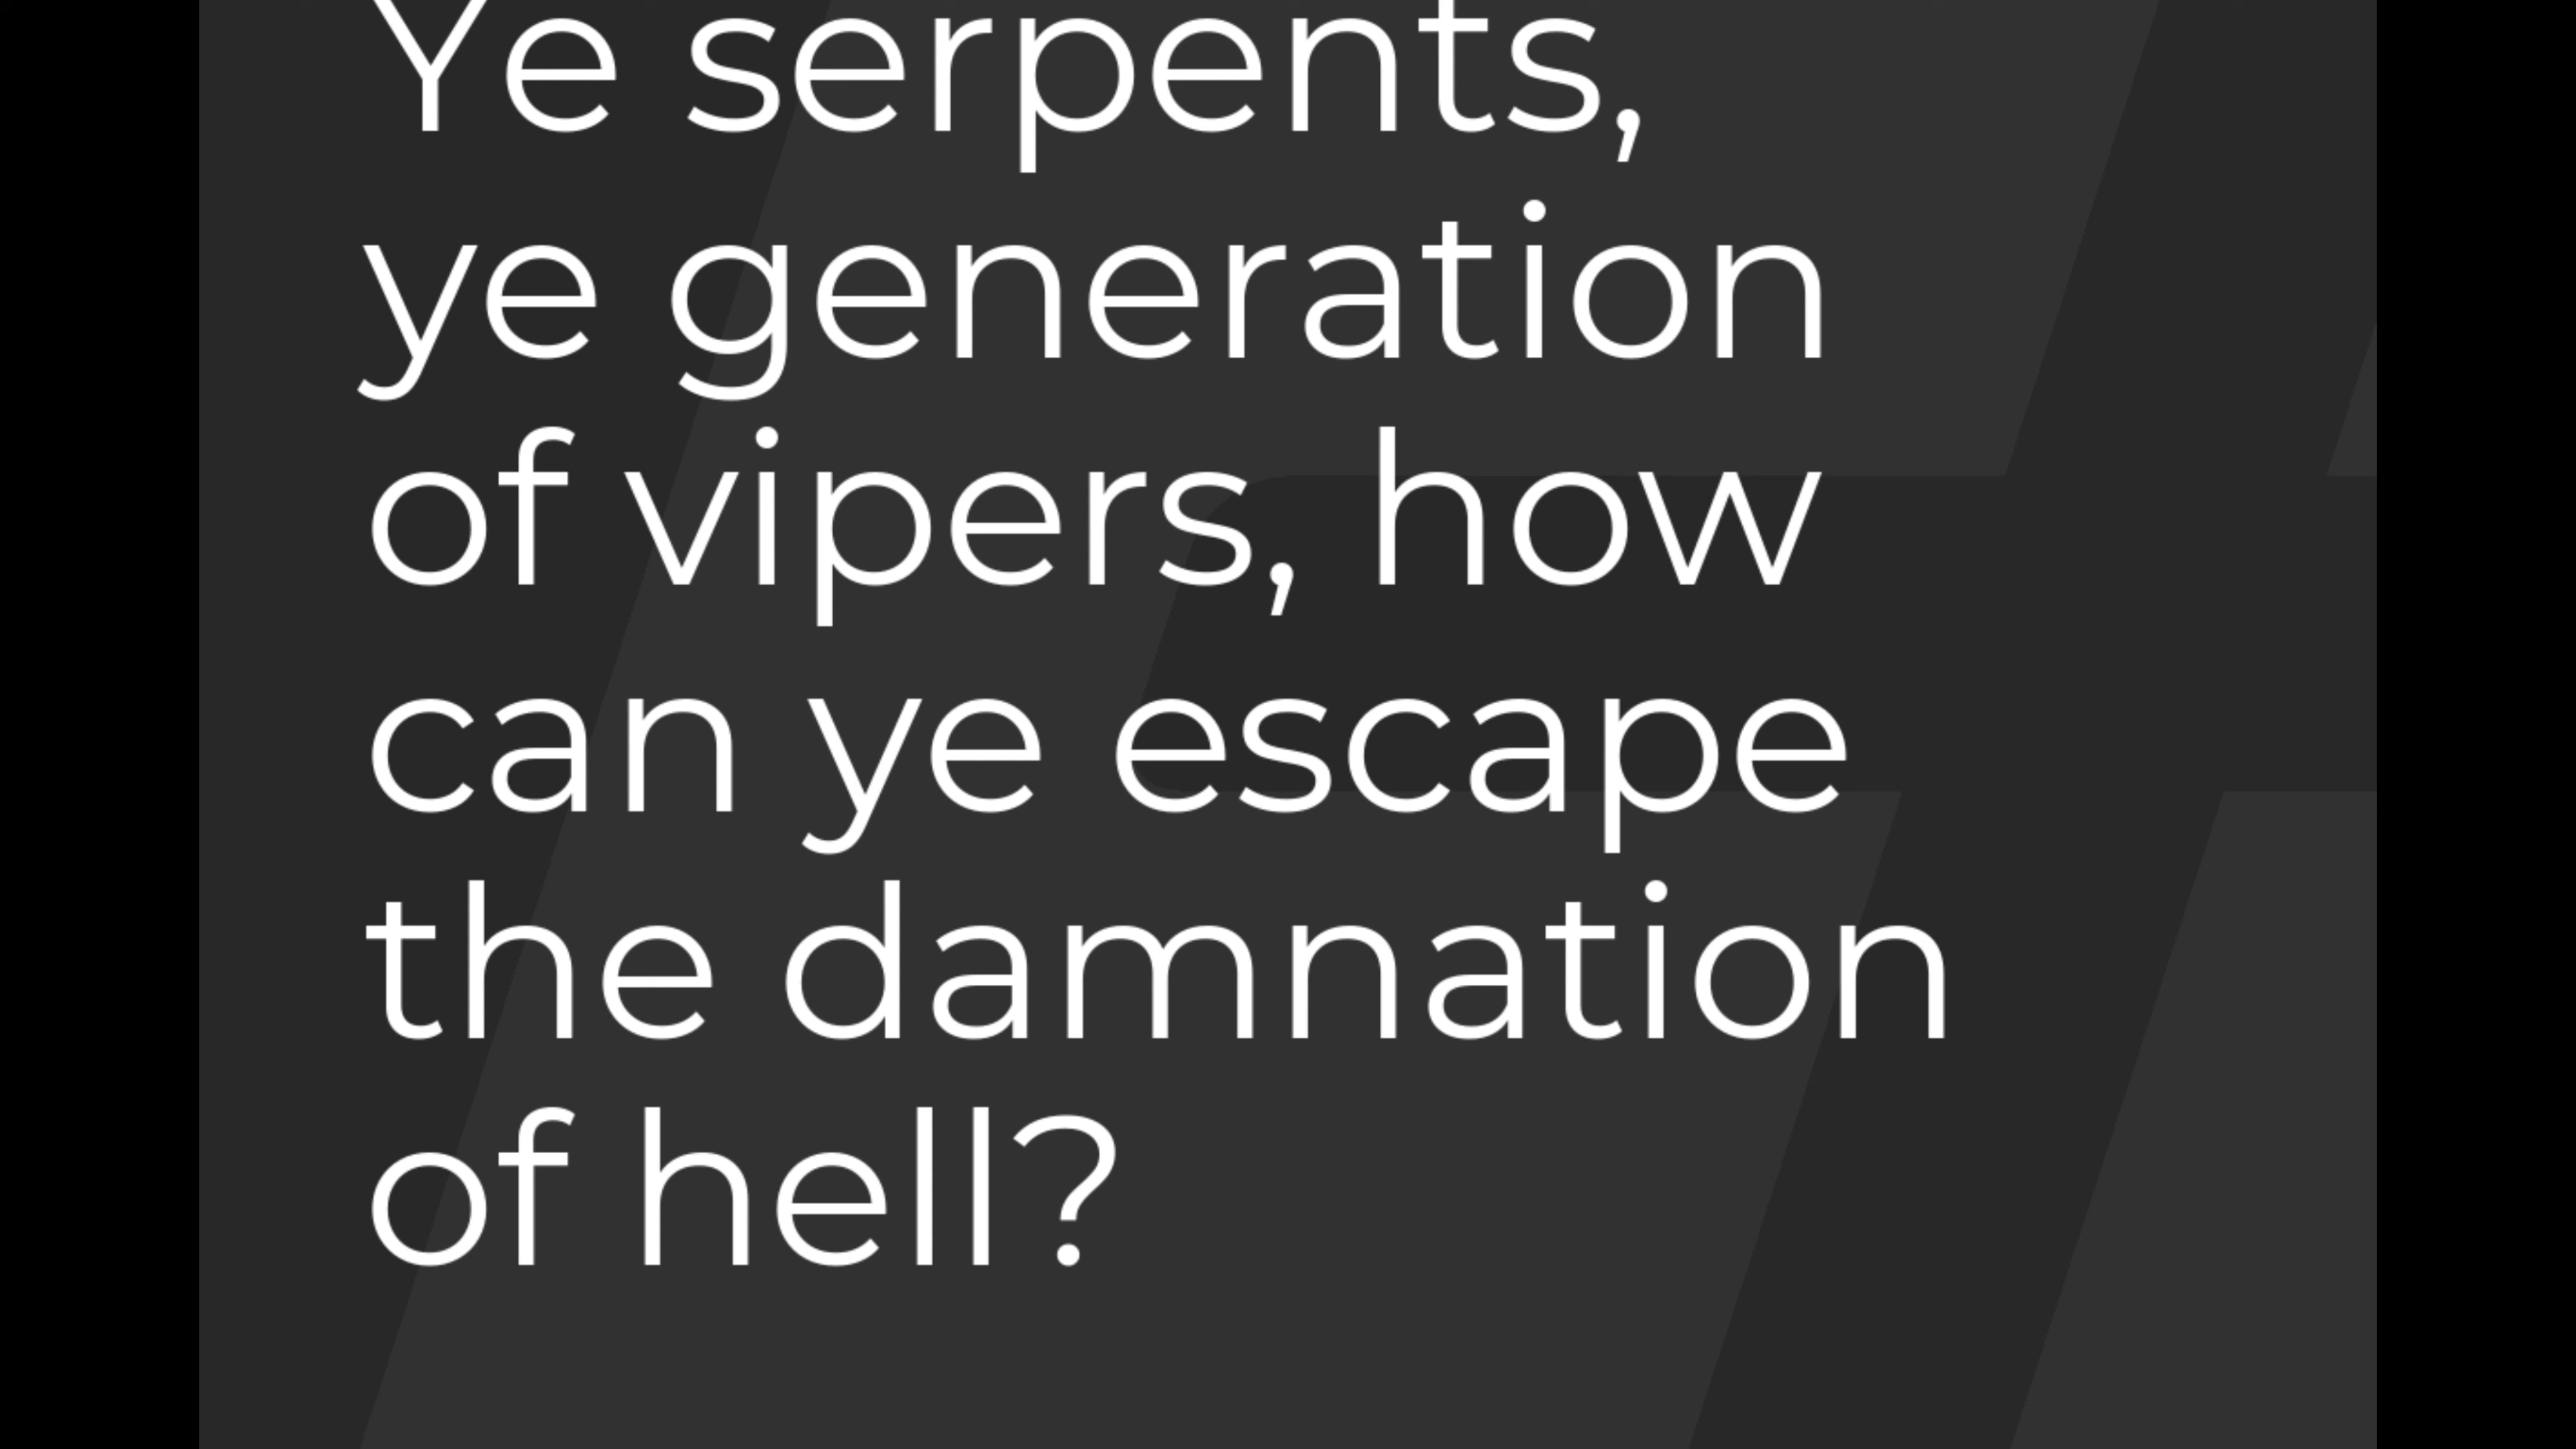 Ye serpents,
ye generation
of vipers, how
can ye escape
the damnation
of hell?